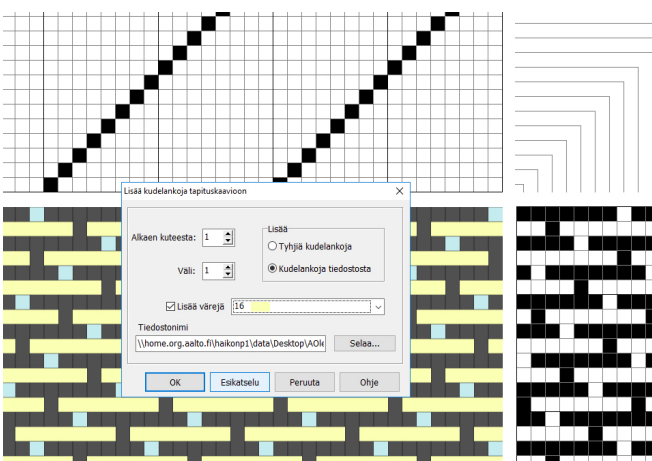 Lisää kudelankoja tapituskaavioon
Alkaen kuteesta: 1
Lisää
Tyhjiä kudelankoja
Väli: 1
Kudelankoja tiedostosta
Lisää värejä 16
Tiedostonimi
\\home.org.aalto.fi\haikonp1\data\Desktop\AOle
Selaa...
OK Esikatselu Peruuta Ohje